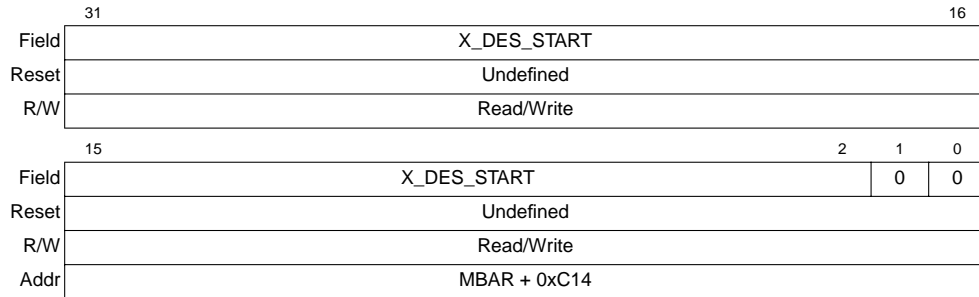 31 16
Field X_DES_START
Reset Undefined
R/W Read/Write
15 2 1 0
Field X_DES_START 0 0
Reset Undefined
R/W Read/Write
Addr MBAR + 0xC14